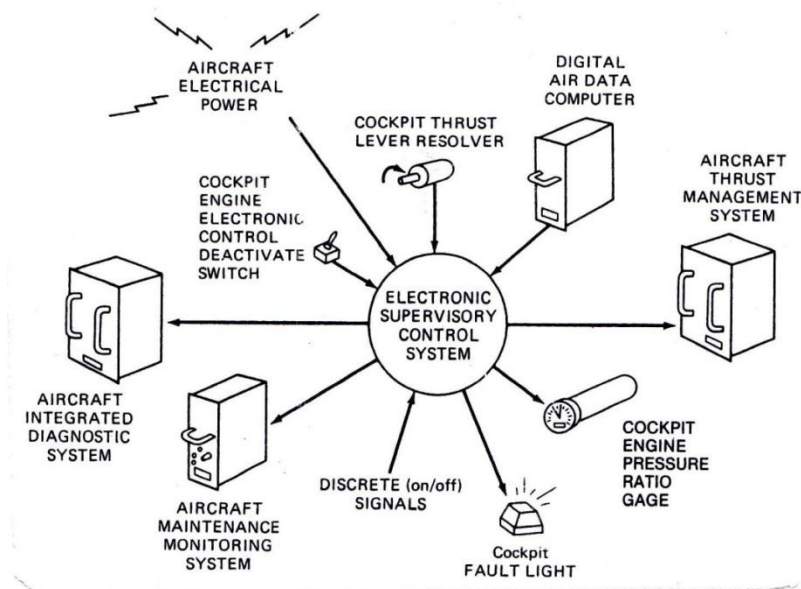 AIRCRAFT
ELECTRICAL
POWER
COCKPIT THRUST
LEVER RESOLVER
DIGITAL
AIR DATA
COMPUTER
AIRCRAFT
THRUST
MANAGEMENT
SYSTEM
COCKPIT
ENGINE
ELECTRONIC
CONTROL
DEACTIVATE
SWITCH
ELECTRONIC
SUPERVISORY
CONTROL
SYSTEM
AIRCRAFT
INTEGRATED
DIAGNOSTIC
SYSTEM
AIRCRAFT
MAINTENANCE
MONITORING
SYSTEM
DISCRETE (on/off)
SIGNALS
Cockpit
FAULT LIGHT
COCKPIT
ENGINE
PRESSURE
RATIO
GAGE